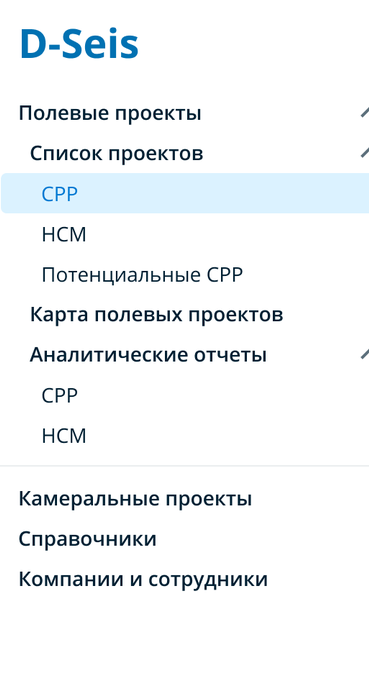 D-Seis
Полевые проекты
Список проектов
СРР
НСМ
Потенциальные СРР
Карта полевых проектов
Аналитические отчеты
СРР
НСМ
Камеральные проекты
Справочники
Компании и сотрудники